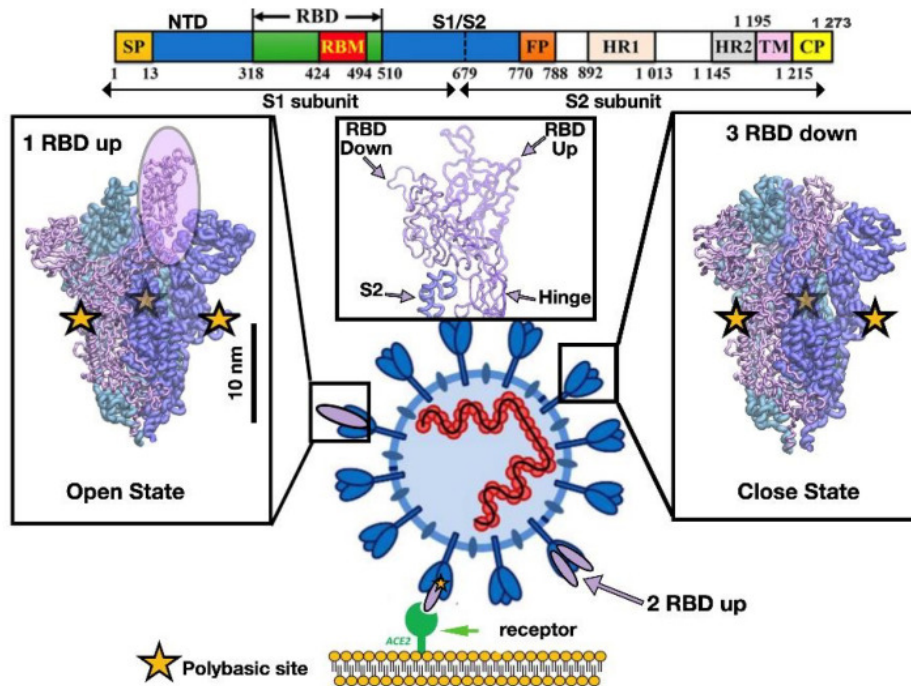 NTD RBD S1/S2 1 195 1 273
SP RBM FP HR1 HR2 TM CP
1 13 318 424 494 510 679 770 788 892 1 013 1 145 1 215
S1 subunit S2 subunit
1 RBD up
Open State
10 nm
RBD
Down
RBD
Up
S2
Hinge
3 RBD down
Close State
2 RBD up
ACE2
receptor
Polybasic site